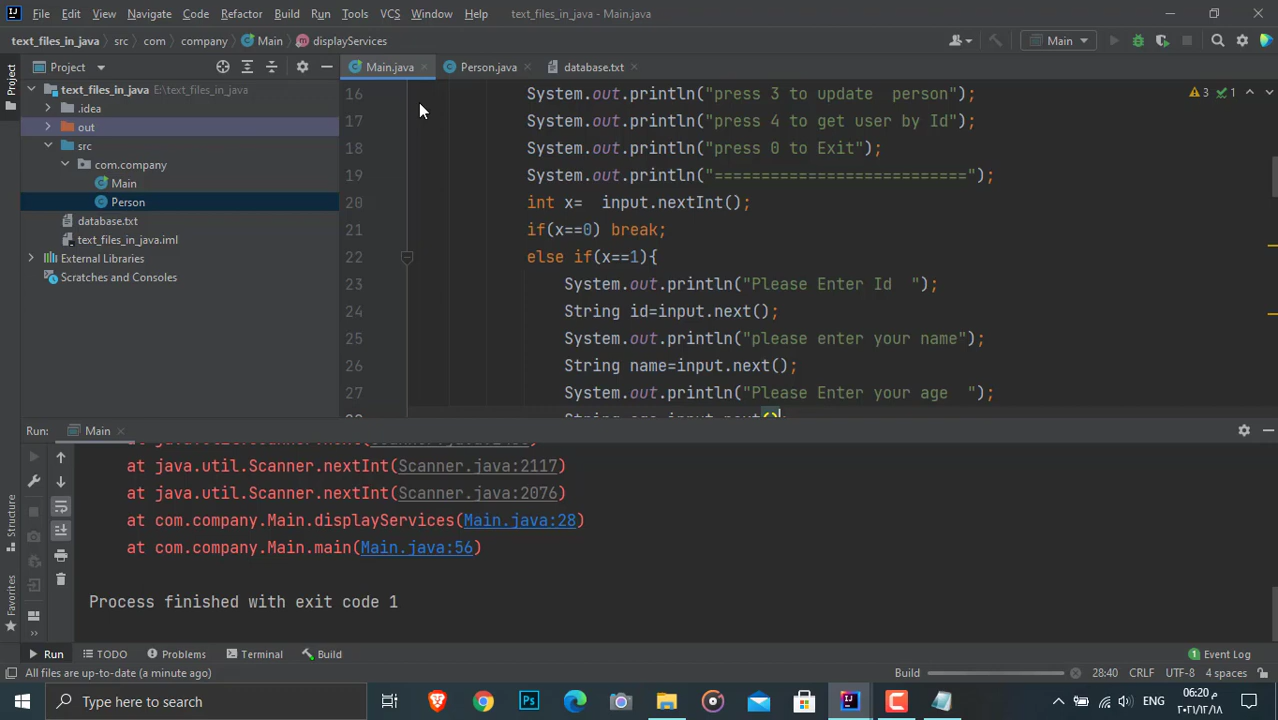 File Edit View Navigate Code Refactor Build Run Tools VCS Window Help text_files_in_java - Main.java
text_files_in_java src com company Main displayServices Main
Project
Project
Main.java Person.java database.txt
text_files_in_java E:\text_files_in_java
.idea
out
src
com.company
Main
Person
database.txt
text_files_in_java.iml
External Libraries
Scratches and Consoles
3 1
16 System.out.println("press 3 to update  person");
17 System.out.println("press 4 to get user by Id");
18 System.out.println("press 0 to Exit");
19 System.out.println("===========================");
20 int x=  input.nextInt();
21 if(x==0) break;
22 else if(x==1){
23 System.out.println("Please Enter Id  ");
24 String id=input.next();
25 System.out.println("please enter your name");
26 String name=input.next();
27 System.out.println("Please Enter your age  ");
Run: Main
at java.util.Scanner.nextInt(Scanner.java:2117)
at java.util.Scanner.nextInt(Scanner.java:2076)
at com.company.Main.displayServices(Main.java:28)
at com.company.Main.main(Main.java:56)
Process finished with exit code 1
Structure
Favorites
Run TODO Problems Terminal Build 1 Event Log
All files are up-to-date (a minute ago) Build 28:40 CRLF UTF-8 4 spaces
Type here to search
ENG
06:20 م